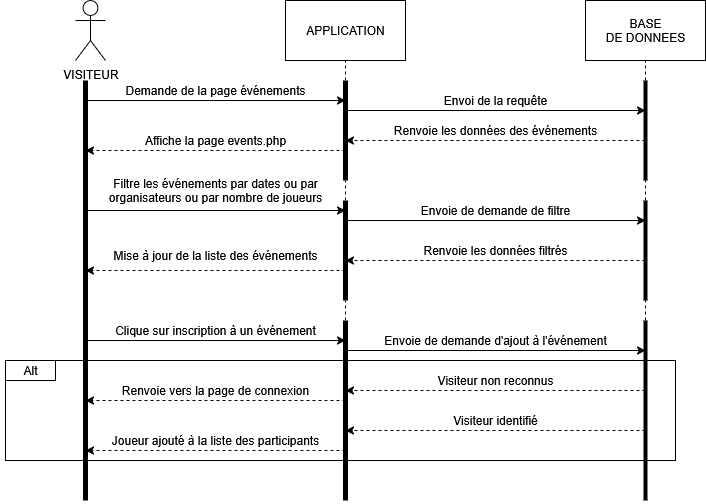 VISITEUR
APPLICATION
BASE
DE DONNEES
Demande de la page événements
Envoi de la requête
Renvoie les données des événements
Affiche la page events.php
Filtre les événements par dates ou par
organisateurs ou par nombre de joueurs
Envoie de demande de filtre
Renvoie les données filtrés
Mise à jour de la liste des événements
Clique sur inscription à un événement
Envoie de demande d'ajout à l'événement
Alt
Visiteur non reconnus
Renvoie vers la page de connexion
Visiteur identifié
Joueur ajouté à la liste des participants